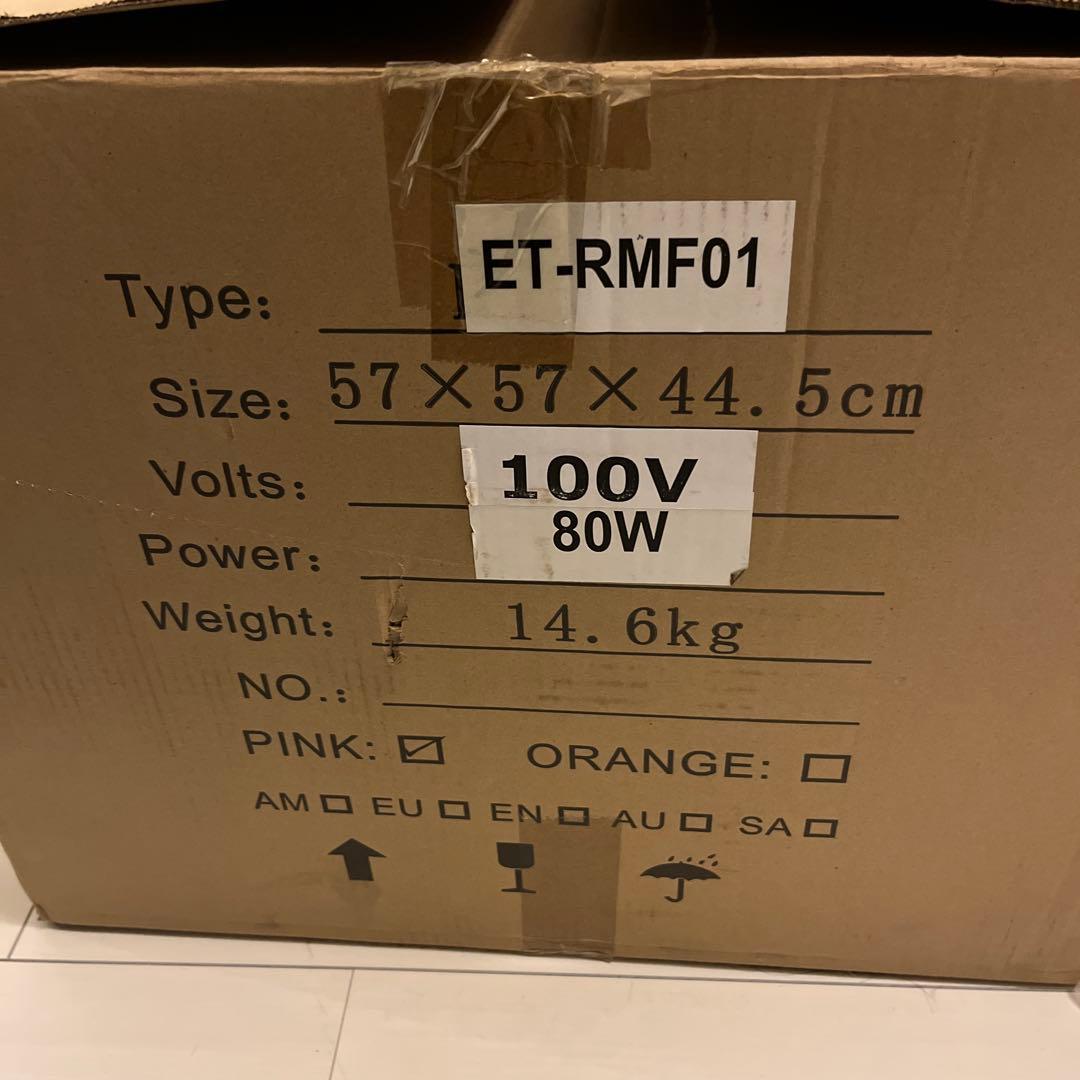 Type: ET-RMF01
Size: 57×57×44.5cm
Volts: 100V
Power: 80W
Weight: 14.6kg
NO.:
PINK: ☑ ORANGE: ☐
AM ☐ EU ☐ EN ☐ AU ☐ SA ☐